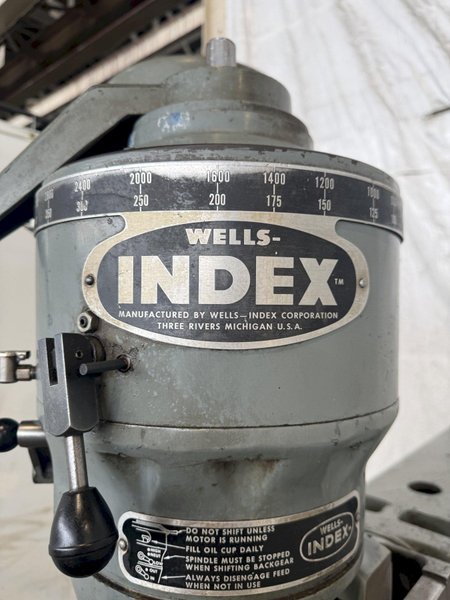 2400 2000 1600 1400 1200
250 200 175 150 125
WELLS-
INDEX™
MANUFACTURED BY WELLS—INDEX CORPORATION
THREE RIVERS MICHIGAN U.S.A.
DO NOT SHIFT UNLESS
MOTOR IS RUNNING
FILL OIL CUP DAILY
SPINDLE MUST BE STOPPED
WHEN SHIFTING BACKGEAR
ALWAYS DISENGAGE FEED
WHEN NOT IN USE
WELLS-
INDEX